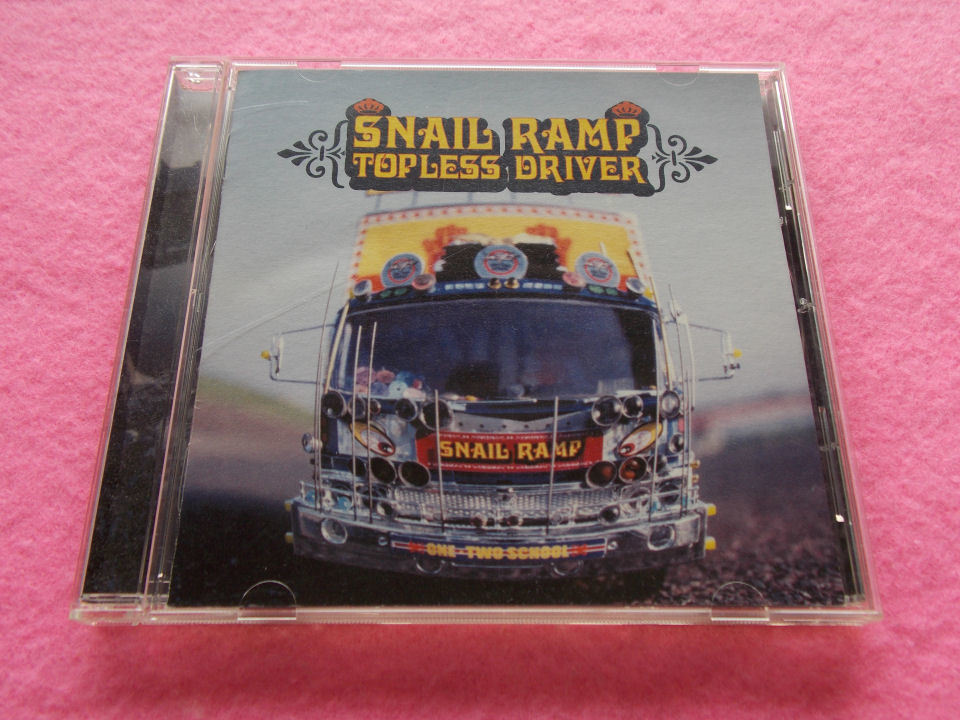 SNAIL RAMP
TOPLESS DRIVER
SNAIL RAMP
ONE-TWO SCHOOL